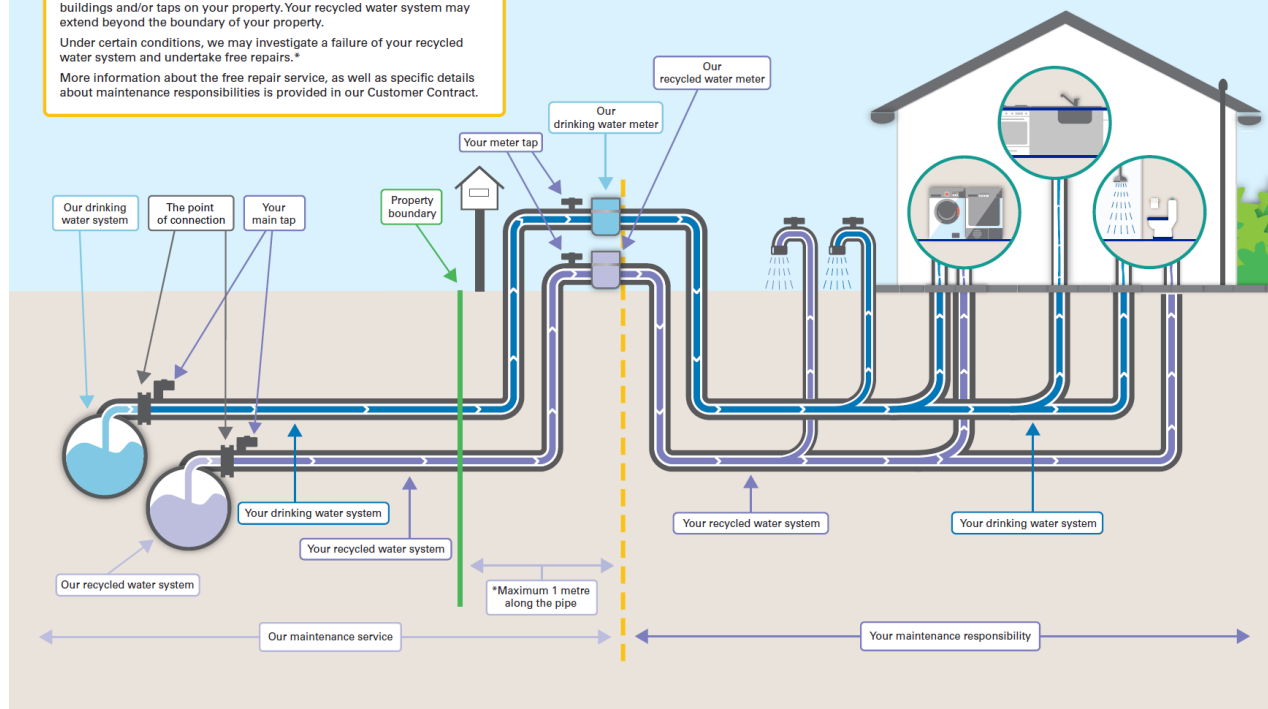 buildings and/or taps on your property. Your recycled water system may
extend beyond the boundary of your property.
Under certain conditions, we may investigate a failure of your recycled
water system and undertake free repairs.*
More information about the free repair service, as well as specific details
about maintenance responsibilities is provided in our Customer Contract.
Our
recycled water meter
Our
drinking water meter
Your meter tap
Our drinking
water system
The point
of connection
Your
main tap
Property
boundary
Your drinking water system
Your recycled water system
Your recycled water system
Your drinking water system
Our recycled water system
*Maximum 1 metre
along the pipe
Our maintenance service
Your maintenance responsibility